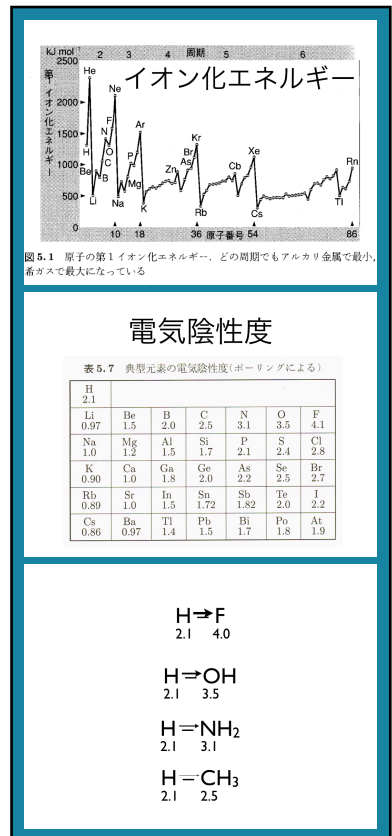 kJ mol⁻¹ 2 3 周期 4 5 6
イオン化エネルギー
第1イオン化エネルギー
2500
2000
1500
1000
500
0
He
Ne
F
N
H
O
C
Be
B
Li
Ar
P
Mg
Na
K
Zn
As
Br
Kr
Rb
Cb
Xe
Cs
Tl
Rn
10 18 36 原子番号 54 86
図5.1 原子の第1イオン化エネルギー.どの周期でもアルカリ金属で最小,
希ガスで最大になっている
電気陰性度
表5.7 典型元素の電気陰性度(ポーリングによる)
H
2.1
Li Be B C N O F
0.97 1.5 2.0 2.5 3.1 3.5 4.1
Na Mg Al Si P S Cl
1.0 1.2 1.5 1.7 2.1 2.4 2.8
K Ca Ga Ge As Se Br
0.90 1.0 1.8 2.0 2.2 2.5 2.7
Rb Sr In Sn Sb Te I
0.89 1.0 1.5 1.72 1.82 2.0 2.2
Cs Ba Tl Pb Bi Po At
0.86 0.97 1.4 1.5 1.7 1.8 1.9
H⇒F
2.1 4.0
H⇒OH
2.1 3.5
H⇒NH₂
2.1 3.1
H−CH₃
2.1 2.5